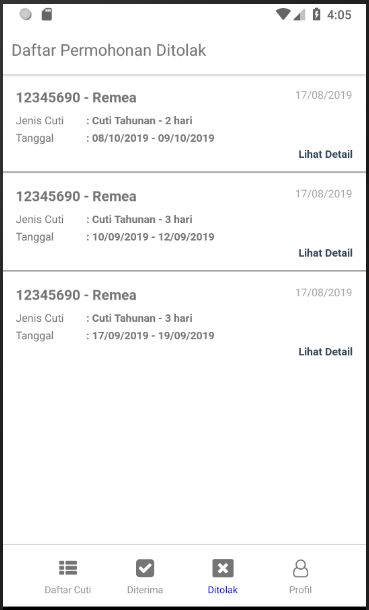 4:05
Daftar Permohonan Ditolak
12345690 - Remea 17/08/2019
Jenis Cuti : Cuti Tahunan - 2 hari
Tanggal : 08/10/2019 - 09/10/2019
Lihat Detail
12345690 - Remea 17/08/2019
Jenis Cuti : Cuti Tahunan - 3 hari
Tanggal : 10/09/2019 - 12/09/2019
Lihat Detail
12345690 - Remea 17/08/2019
Jenis Cuti : Cuti Tahunan - 3 hari
Tanggal : 17/09/2019 - 19/09/2019
Lihat Detail
Daftar Cuti Diterima Ditolak Profil